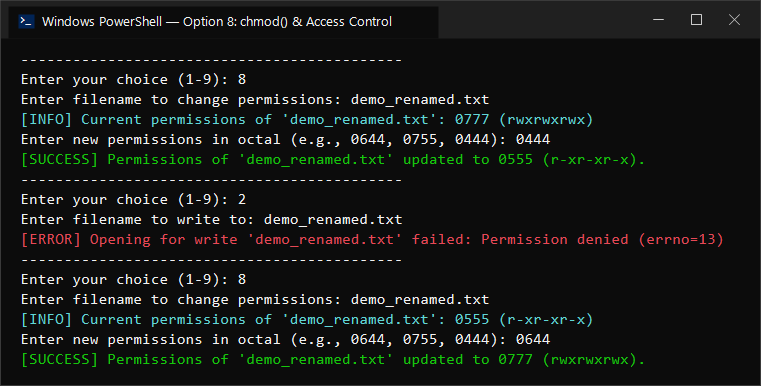 Windows PowerShell — Option 8: chmod() & Access Control
--------------------------------------------
Enter your choice (1-9): 8
Enter filename to change permissions: demo_renamed.txt
[INFO] Current permissions of 'demo_renamed.txt': 0777 (rwxrwxrwx)
Enter new permissions in octal (e.g., 0644, 0755, 0444): 0444
[SUCCESS] Permissions of 'demo_renamed.txt' updated to 0555 (r-xr-xr-x).
--------------------------------------------
Enter your choice (1-9): 2
Enter filename to write to: demo_renamed.txt
[ERROR] Opening for write 'demo_renamed.txt' failed: Permission denied (errno=13)
--------------------------------------------
Enter your choice (1-9): 8
Enter filename to change permissions: demo_renamed.txt
[INFO] Current permissions of 'demo_renamed.txt': 0555 (r-xr-xr-x)
Enter new permissions in octal (e.g., 0644, 0755, 0444): 0644
[SUCCESS] Permissions of 'demo_renamed.txt' updated to 0777 (rwxrwxrwx).